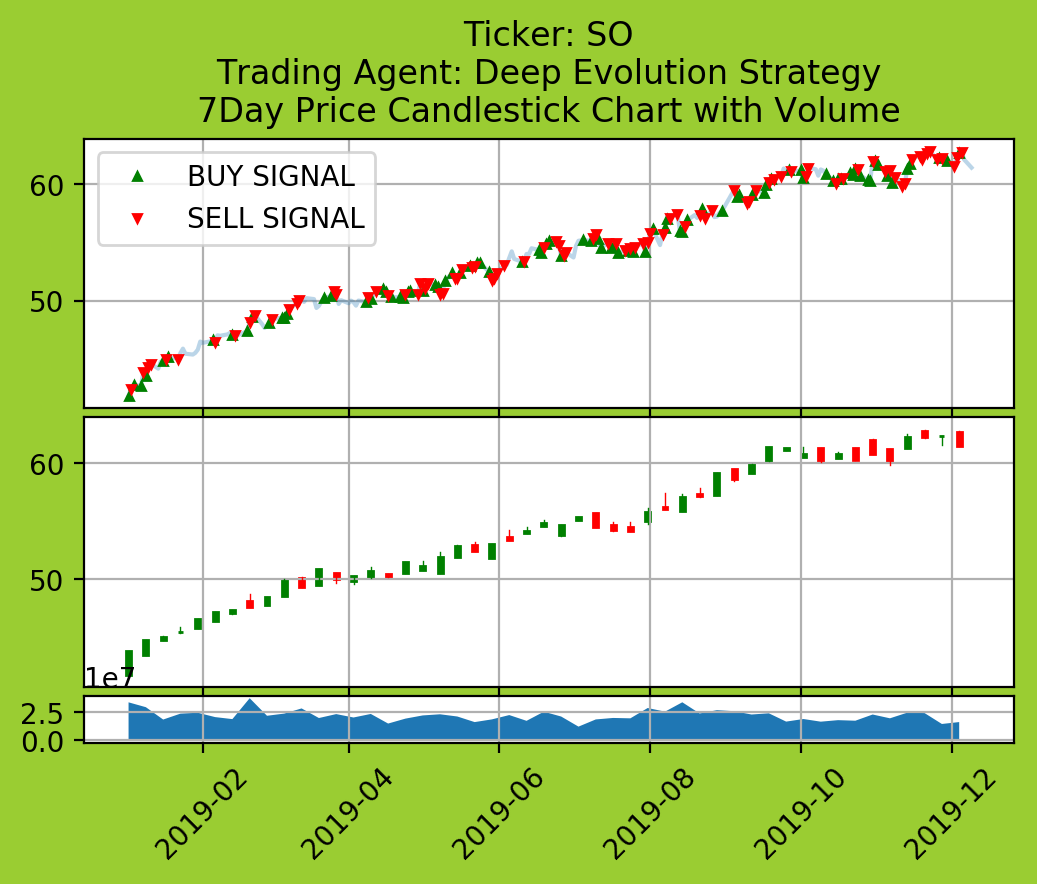 Ticker: SO
Trading Agent: Deep Evolution Strategy
7Day Price Candlestick Chart with Volume
BUY SIGNAL
SELL SIGNAL
60
50
60
50
1e7
2.5
0.0
2019-02
2019-04
2019-06
2019-08
2019-10
2019-12